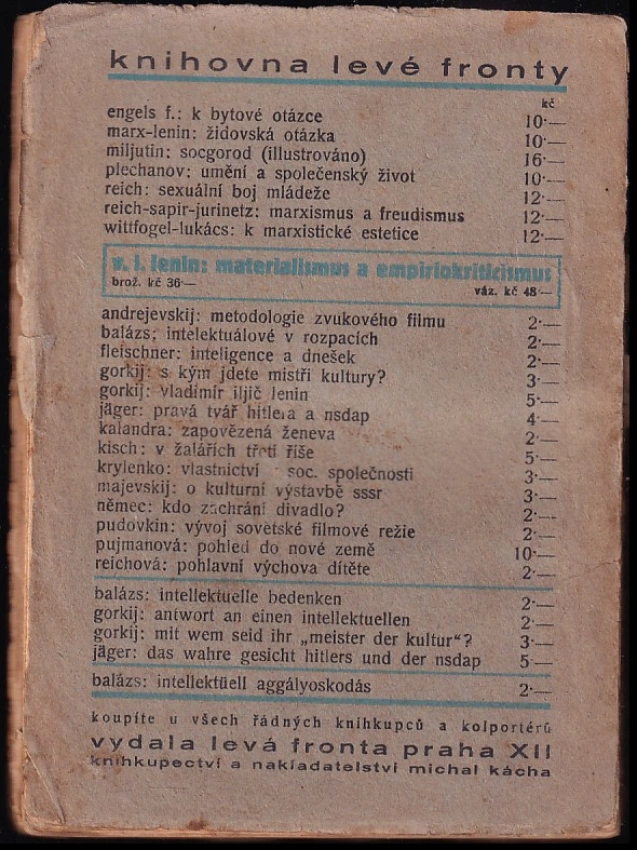 knihovna levé fronty
kč
engels f.: k bytové otázce 10·—
marx-lenin: židovská otázka 10·—
miljutin: socgorod (illustrováno) 16·—
plechanov: umění a společenský život 10·—
reich: sexuální boj mládeže 12·—
reich-sapir-jurinetz: marxismus a freudismus 12·—
wittfogel-lukács: k marxistické estetice 12·—
v. i. lenin: materialismus a empiriokriticismus
brož. kč 36·— váz. kč 48·—
andrejevskij: metodologie zvukového filmu 2·—
balázs: intelektuálové v rozpacích 2·—
fleischner: inteligence a dnešek 2·—
gorkij: s kým jdete mistři kultury? 3·—
gorkij: vladimír iljič lenin 5·—
jäger: pravá tvář hitlera a nsdap 4·—
kalandra: zapovězená ženeva 2·—
kisch: v žalářích třetí říše 5·—
krylenko: vlastnictví soc. společnosti 3·—
majevskij: o kulturní výstavbě sssr 3·—
němec: kdo zachrání divadlo? 2·—
pudovkin: vývoj sovětské filmové režie 2·—
pujmanová: pohled do nové země 10·—
reichová: pohlavní výchova dítěte 2·—
balázs: intellektuelle bedenken 2·—
gorkij: antwort an einen intellektuellen 2·—
gorkij: mit wem seid ihr „meister der kultur“? 3·—
jäger: das wahre gesicht hitlers und der nsdap 5·—
balázs: intellektüell aggályoskodás 2·—
koupíte u všech řádných knihkupců a kolportérů
vydala levá fronta praha XII
knihkupectví a nakladatelství michal kácha